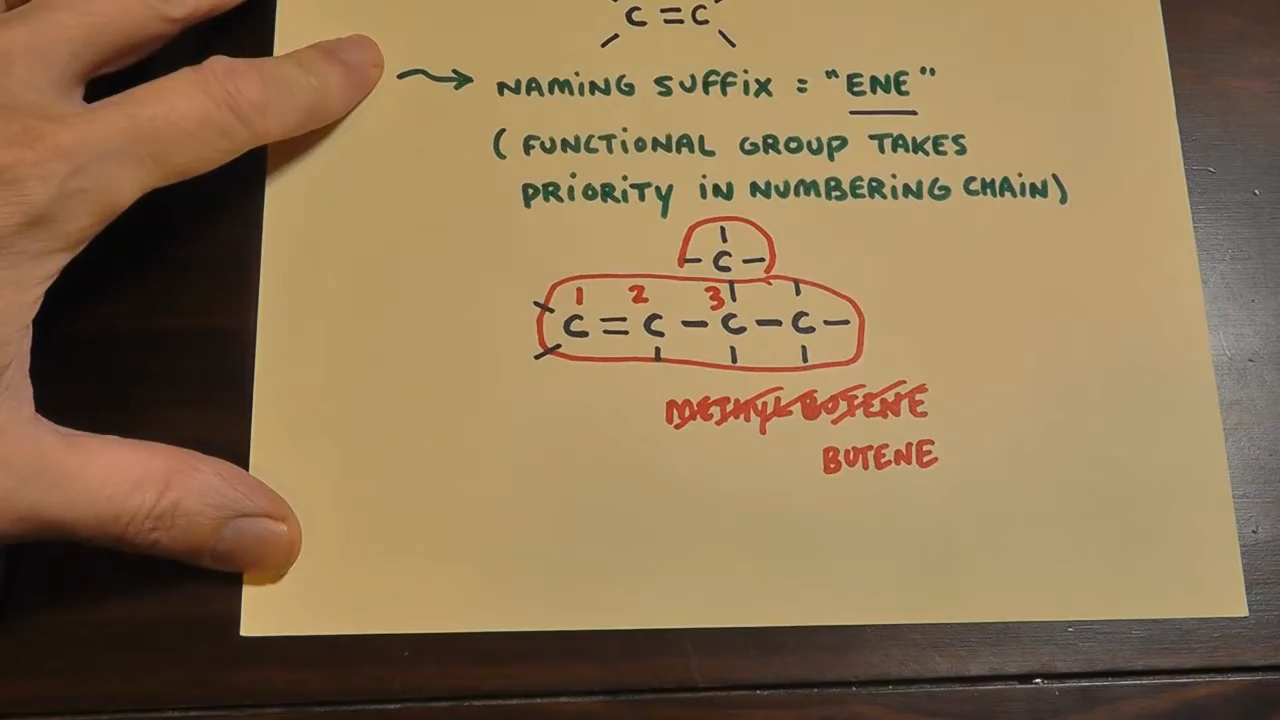 C = C
NAMING SUFFIX = "ENE"
(FUNCTIONAL GROUP TAKES
PRIORITY IN NUMBERING CHAIN)
- C -
1 2 3
C = C - C - C -
METHYL BUTENE
BUTENE